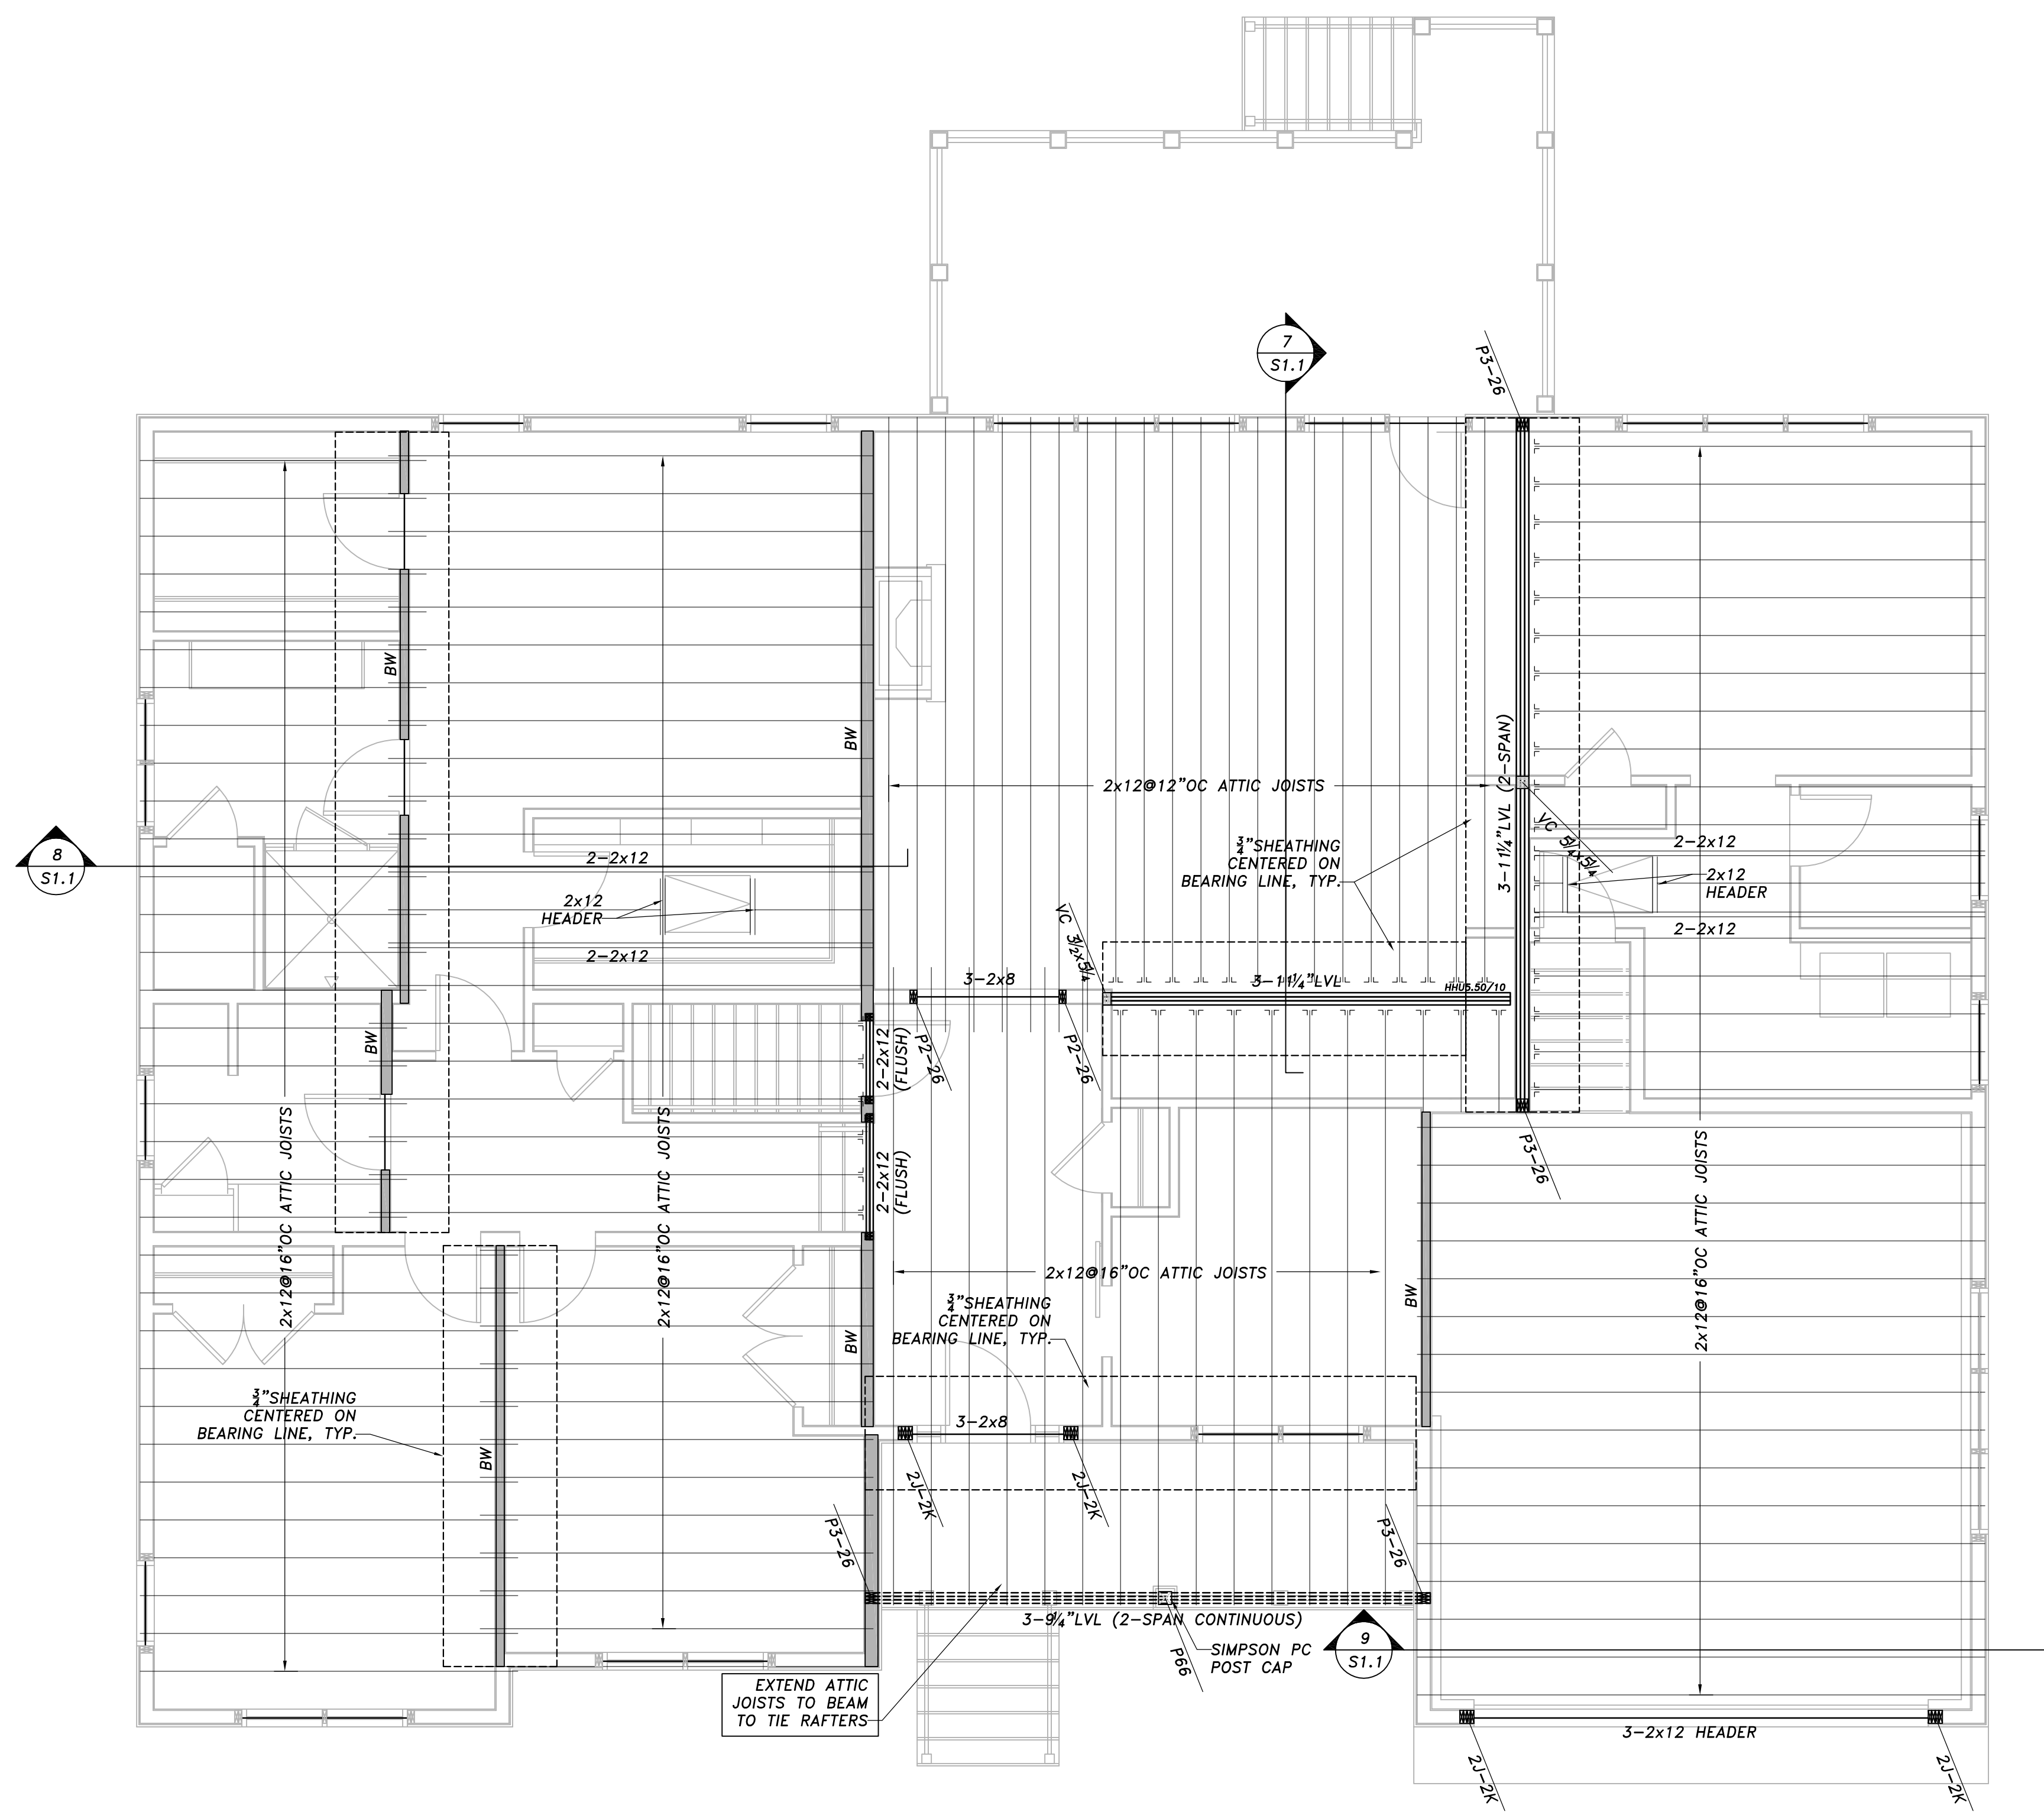 7
S1.1
P3-26
BW
BW
3-11¼"LVL (2-SPAN)
2x12@12"OC ATTIC JOISTS
VC 5¼x5¼
2-2x12
8
S1.1
2-2x12
¾"SHEATHING
CENTERED ON
BEARING LINE, TYP.
2x12
HEADER
2x12
HEADER
VC 3½x5¼
2-2x12
2-2x12
3-2x8
3-11¼"LVL
HHU5.50/10
BW
2-2x12
(FLUSH)
P2-26
P2-26
2x12@16"OC ATTIC JOISTS
2x12@16"OC ATTIC JOISTS
2-2x12
(FLUSH)
P3-26
2x12@16"OC ATTIC JOISTS
2x12@16"OC ATTIC JOISTS
BW
¾"SHEATHING
CENTERED ON
BEARING LINE, TYP.
BW
¾"SHEATHING
CENTERED ON
BEARING LINE, TYP.
BW
3-2x8
2J-2K
2J-2K
P3-26
P3-26
3-9¼"LVL (2-SPAN CONTINUOUS)
SIMPSON PC
POST CAP
P66
9
S1.1
EXTEND ATTIC
JOISTS TO BEAM
TO TIE RAFTERS
3-2x12 HEADER
2J-2K
2J-2K